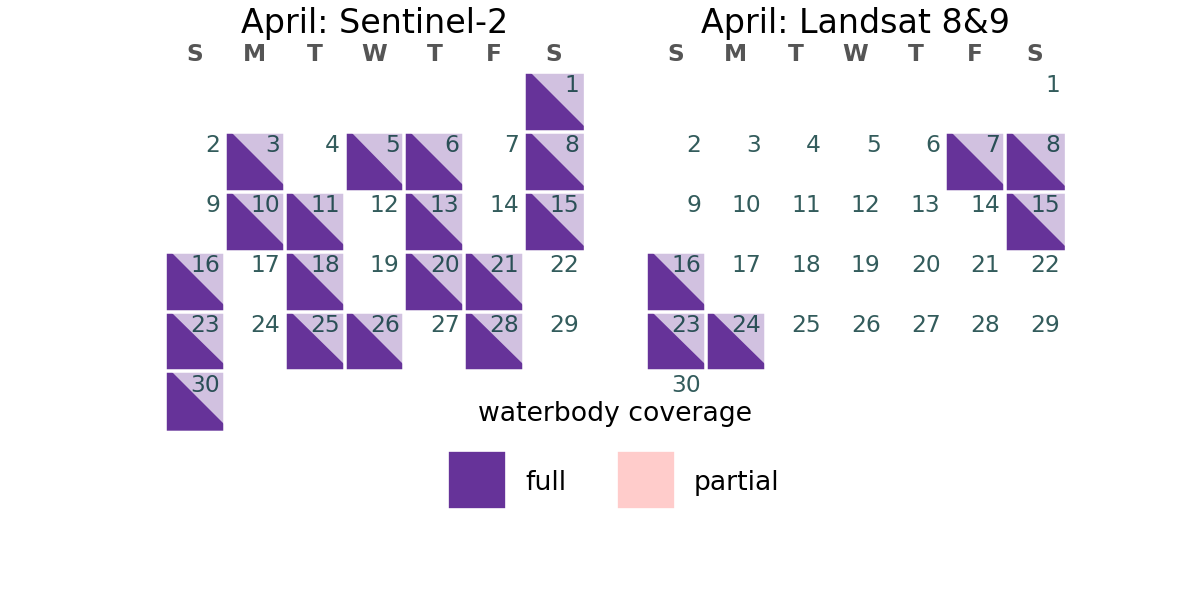 April: Sentinel-2
S M T W T F S
1
2 3 4 5 6 7 8
9 10 11 12 13 14 15
16 17 18 19 20 21 22
23 24 25 26 27 28 29
30
April: Landsat 8&9
S M T W T F S
1
2 3 4 5 6 7 8
9 10 11 12 13 14 15
16 17 18 19 20 21 22
23 24 25 26 27 28 29
30
waterbody coverage
full partial